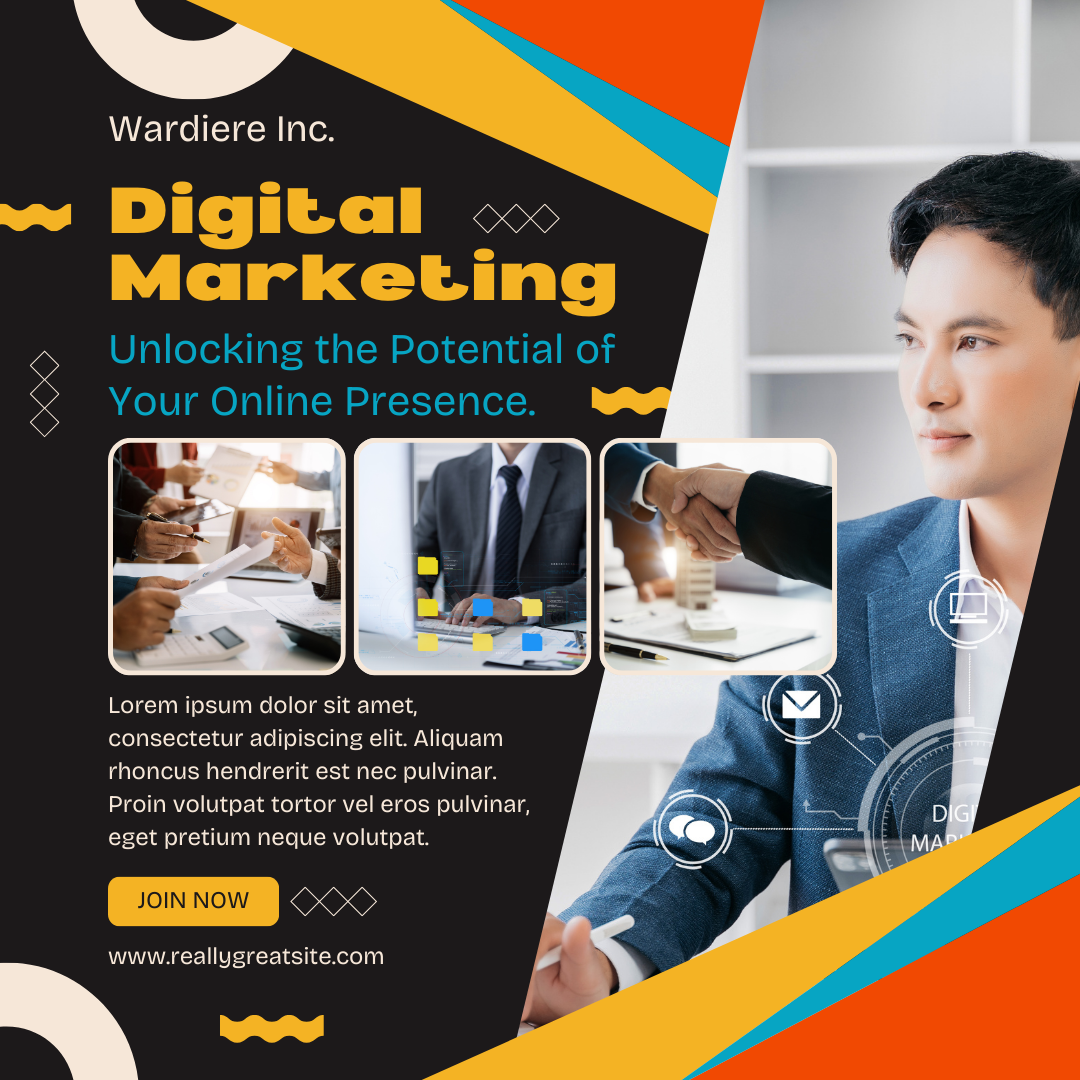 Wardiere Inc.
Digital
Marketing
Unlocking the Potential of
Your Online Presence.
Lorem ipsum dolor sit amet,
consectetur adipiscing elit. Aliquam
rhoncus hendrerit est nec pulvinar.
Proin volutpat tortor vel eros pulvinar,
eget pretium neque volutpat.
JOIN NOW
www.reallygreatsite.com